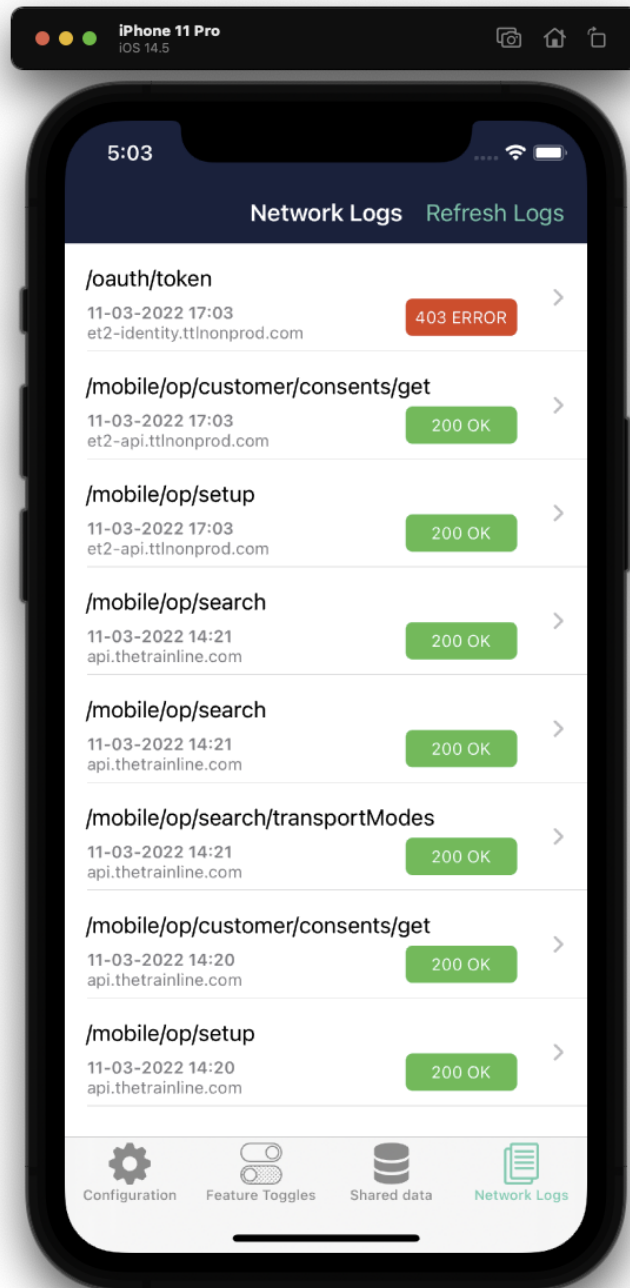 iPhone 11 Pro
iOS 14.5
5:03
Network Logs Refresh Logs
/oauth/token
11-03-2022 17:03
403 ERROR
et2-identity.ttlnonprod.com
/mobile/op/customer/consents/get
11-03-2022 17:03
200 OK
et2-api.ttlnonprod.com
/mobile/op/setup
11-03-2022 17:03
200 OK
et2-api.ttlnonprod.com
/mobile/op/search
11-03-2022 14:21
200 OK
api.thetrainline.com
/mobile/op/search
11-03-2022 14:21
200 OK
api.thetrainline.com
/mobile/op/search/transportModes
11-03-2022 14:21
200 OK
api.thetrainline.com
/mobile/op/customer/consents/get
11-03-2022 14:20
200 OK
api.thetrainline.com
/mobile/op/setup
11-03-2022 14:20
200 OK
api.thetrainline.com
Configuration Feature Toggles Shared data Network Logs